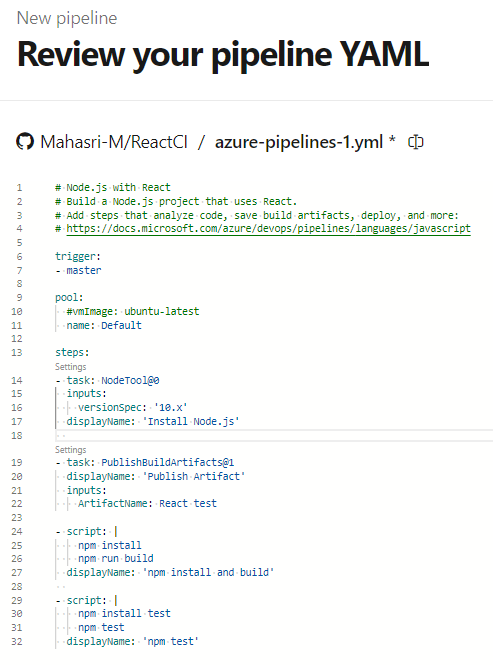 New pipeline
Review your pipeline YAML
Mahasri-M/ReactCI / azure-pipelines-1.yml *
1 # Node.js with React
2 # Build a Node.js project that uses React.
3 # Add steps that analyze code, save build artifacts, deploy, and more:
4 # https://docs.microsoft.com/azure/devops/pipelines/languages/javascript
5
6 trigger:
7 - master
8
9 pool:
10 #vmImage: ubuntu-latest
11 name: Default
12
13 steps:
Settings
14 - task: NodeTool@0
15 inputs:
16 versionSpec: '10.x'
17 displayName: 'Install Node.js'
18
Settings
19 - task: PublishBuildArtifacts@1
20 displayName: 'Publish Artifact'
21 inputs:
22 ArtifactName: React test
23
24 - script: |
25 npm install
26 npm run build
27 displayName: 'npm install and build'
28
29 - script: |
30 npm install test
31 npm test
32 displayName: 'npm test'